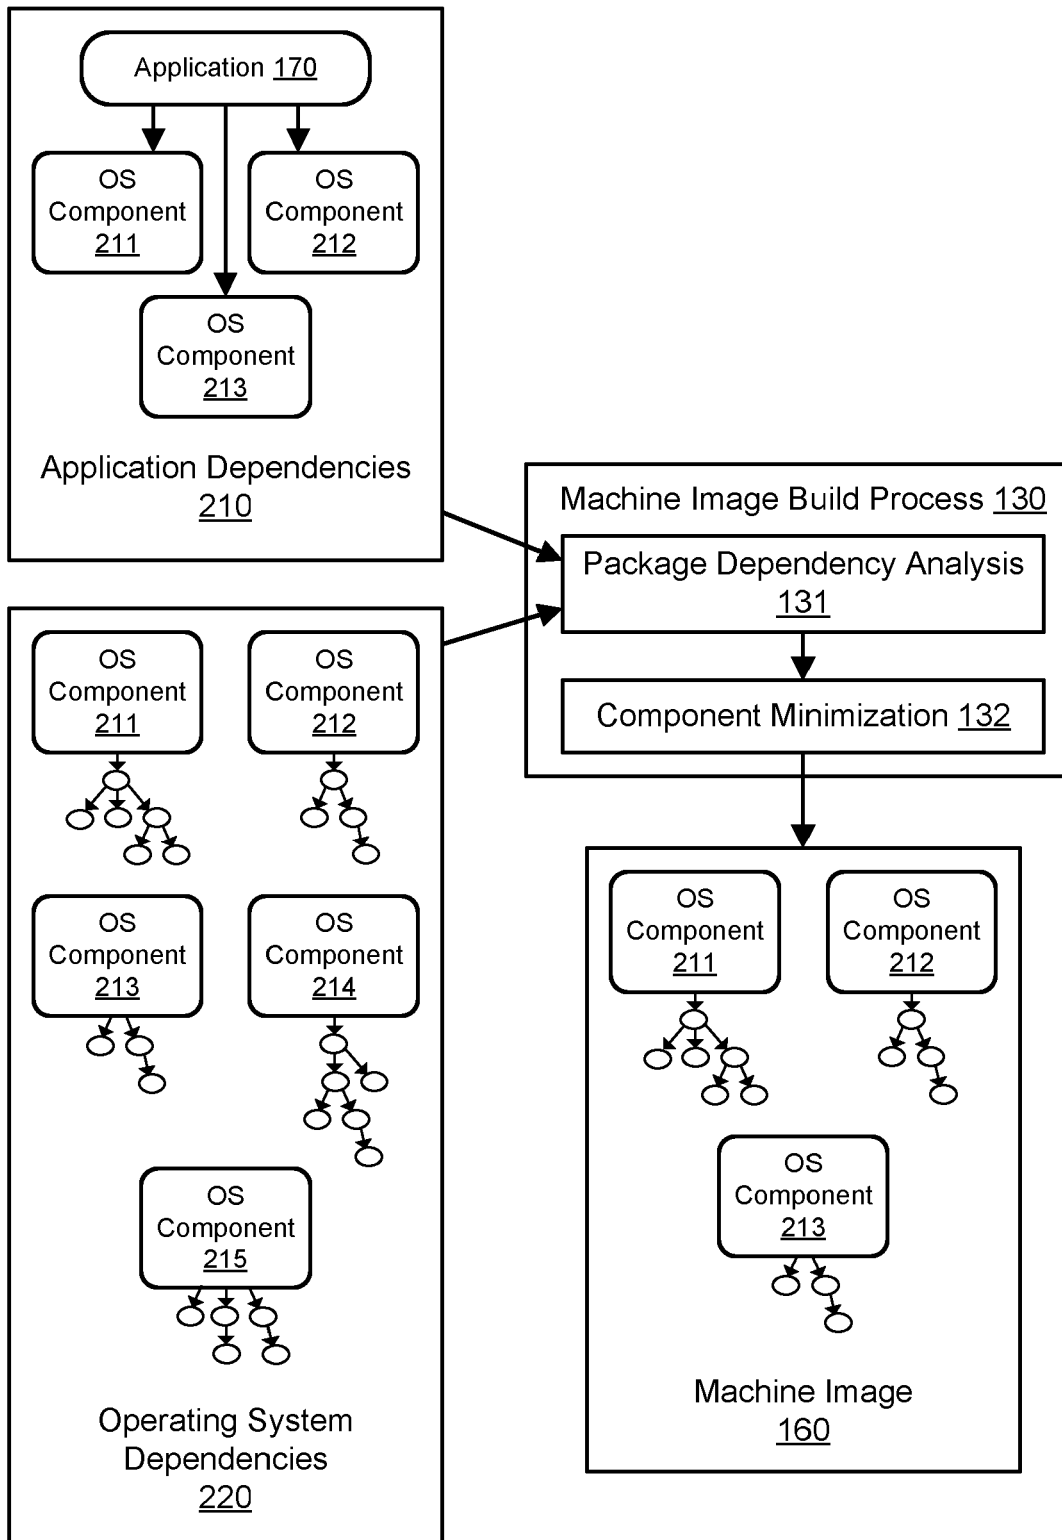 Application 170
OS
Component
211
OS
Component
212
OS
Component
213
Application Dependencies
210
Machine Image Build Process 130
Package Dependency Analysis
131
Component Minimization 132
OS
Component
211
OS
Component
212
OS
Component
213
OS
Component
214
OS
Component
215
Operating System
Dependencies
220
OS
Component
211
OS
Component
212
OS
Component
213
Machine Image
160